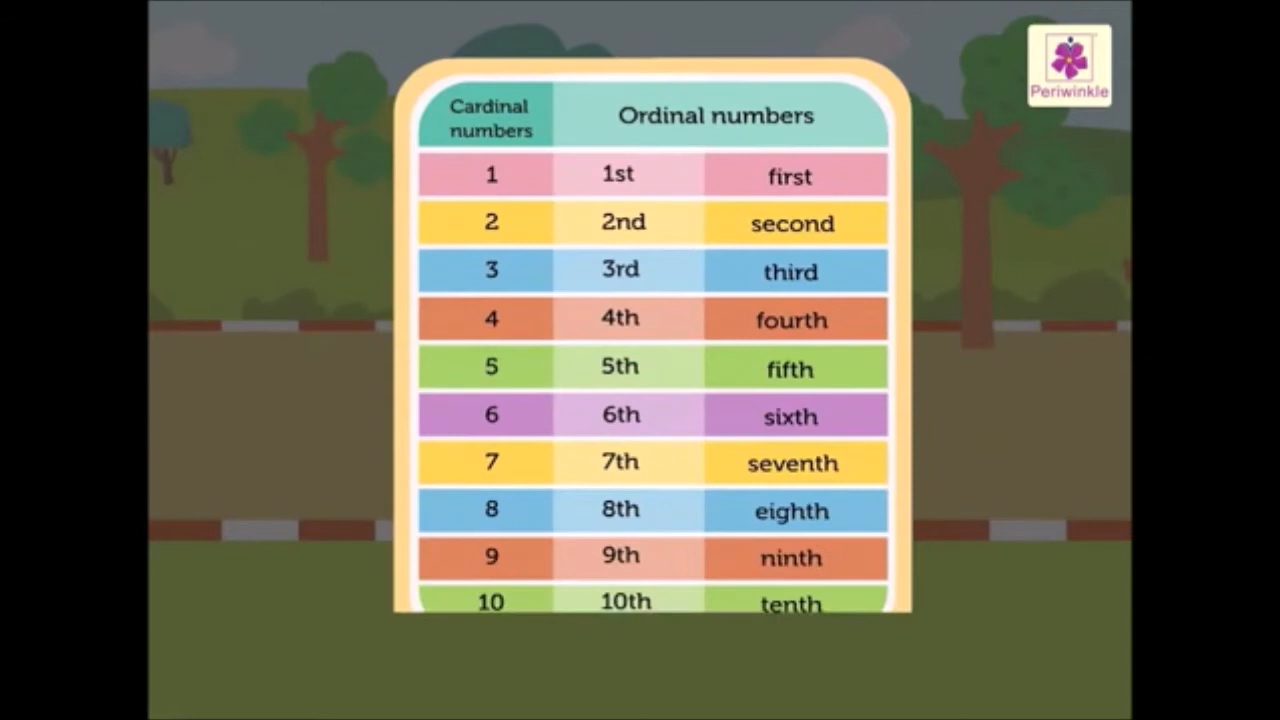 Periwinkle
Cardinal numbers
Ordinal numbers
1 1st first
2 2nd second
3 3rd third
4 4th fourth
5 5th fifth
6 6th sixth
7 7th seventh
8 8th eighth
9 9th ninth
10 10th tenth